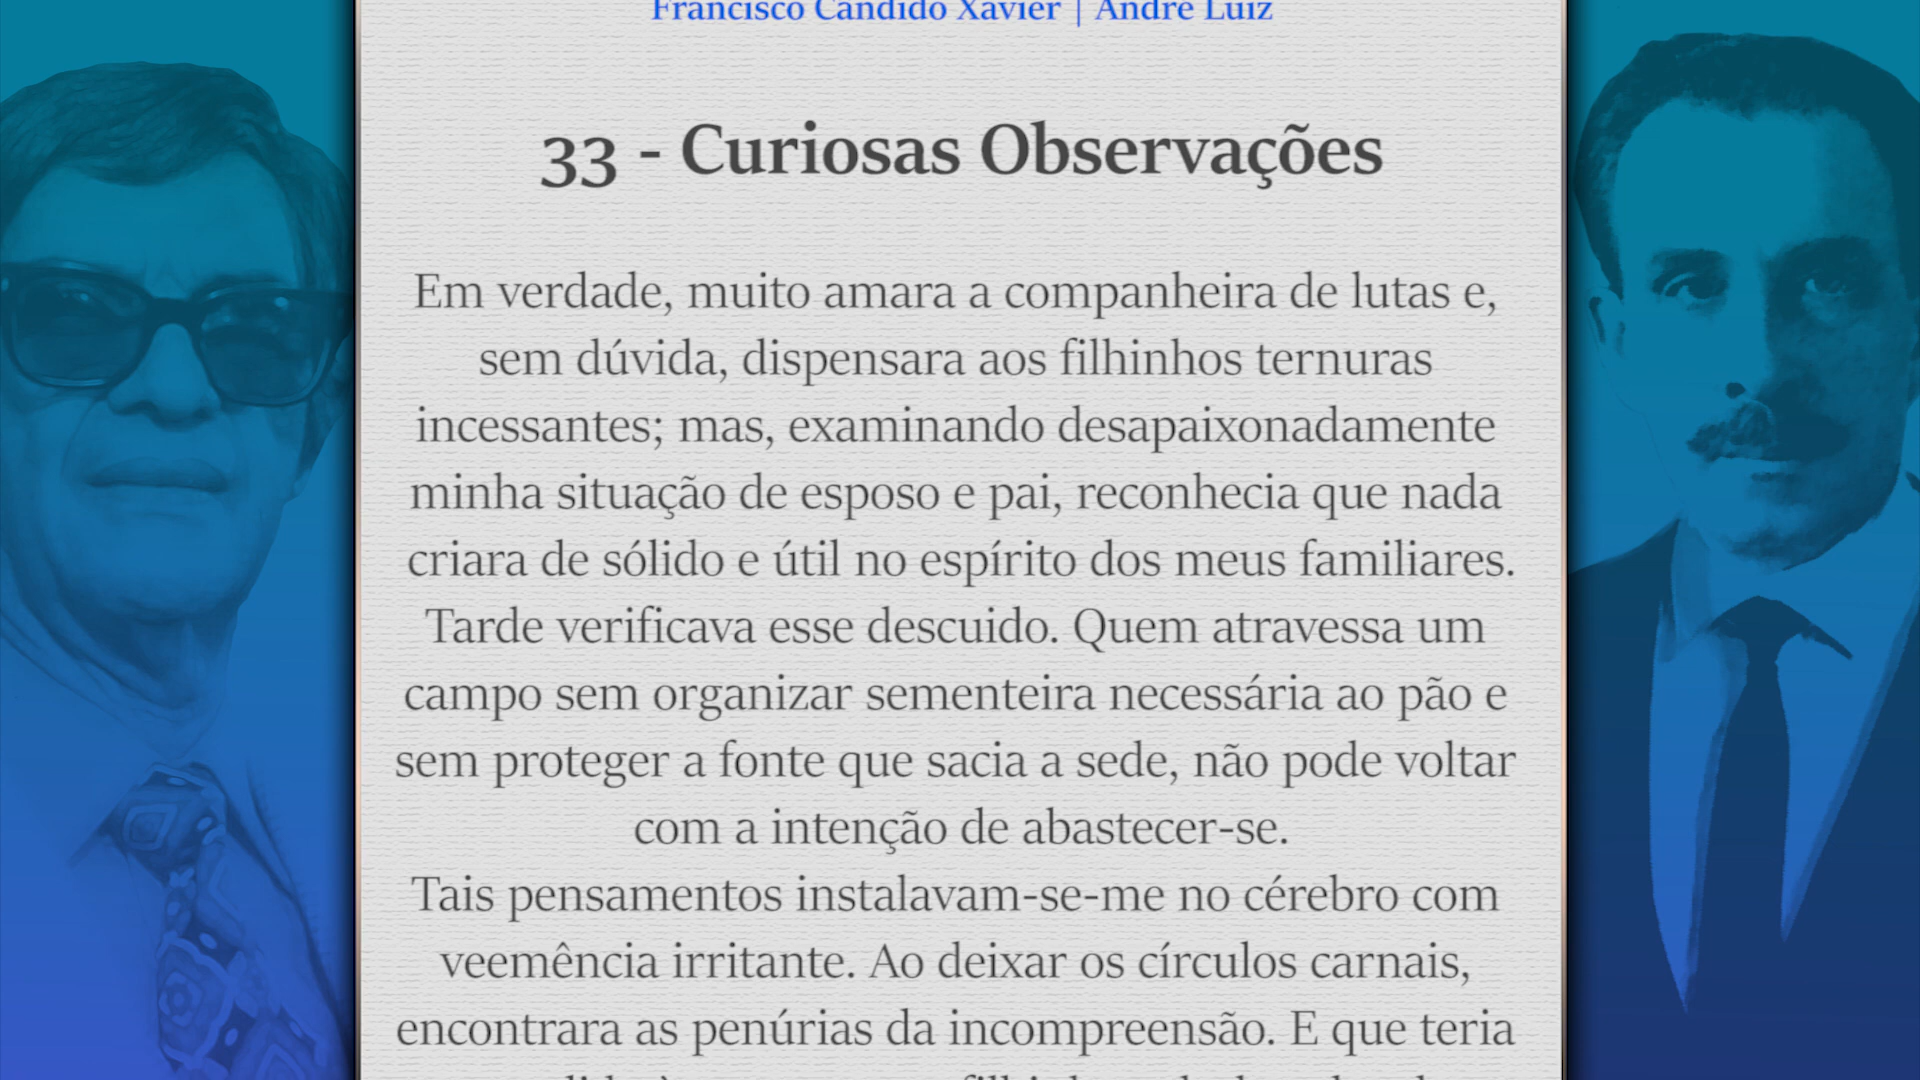 Francisco Cândido Xavier | André Luiz
33 - Curiosas Observações
Em verdade, muito amara a companheira de lutas e,
sem dúvida, dispensara aos filhinhos ternuras
incessantes; mas, examinando desapaixonadamente
minha situação de esposo e pai, reconhecia que nada
criara de sólido e útil no espírito dos meus familiares.
Tarde verificava esse descuido. Quem atravessa um
campo sem organizar sementeira necessária ao pão e
sem proteger a fonte que sacia a sede, não pode voltar
com a intenção de abastecer-se.
Tais pensamentos instalavam-se-me no cérebro com
veemência irritante. Ao deixar os círculos carnais,
encontrara as penúrias da incompreensão. E que teria